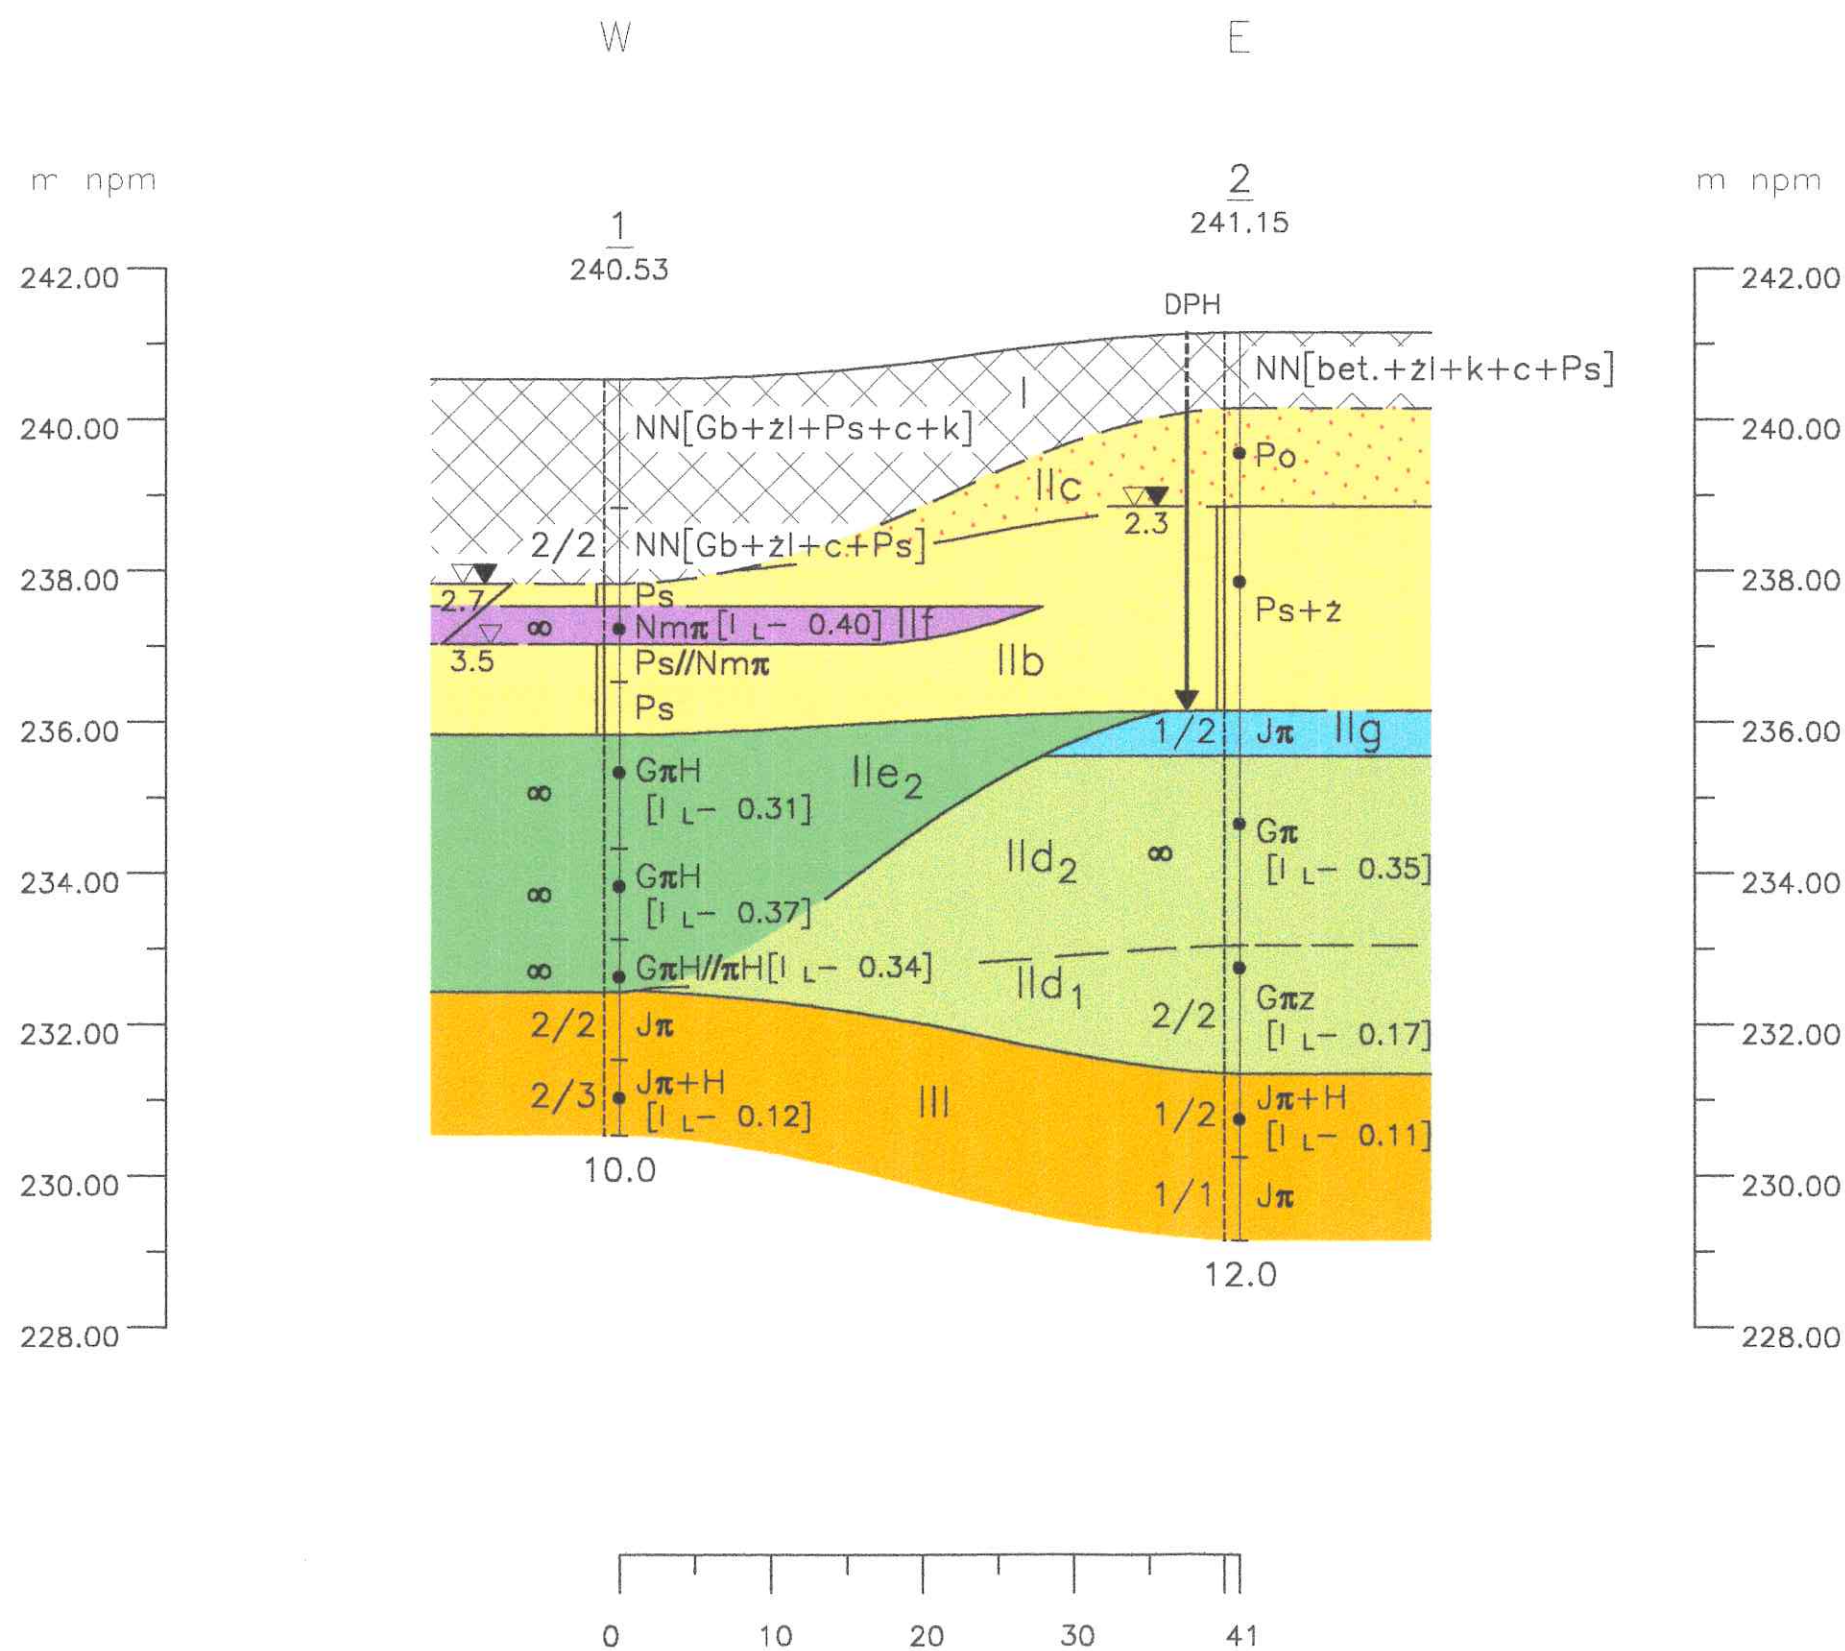 W E
m npm
2
m npm
241.15
1
240.53
242.00
242.00
DPH
NN[bet.+żl+k+c+Ps]
I
240.00
NN[Gb+żl+Ps+c+k]
240.00
Po
IIc
2.3
2/2 NN[Gb+żl+c+Ps]
238.00
238.00
2.7
Ps
Ps+ż
∞ Nmπ [I L- 0.40] IIf
3.5
Ps//Nmπ
IIb
Ps
236.00
1/2 Jπ IIg
236.00
∞ GπH
[I L- 0.31]
IIe2
Gπ
[I L- 0.35]
IId2 ∞
234.00
234.00
∞ GπH
[I L- 0.37]
∞ GπH//πH[I L- 0.34]
IId1
Gπz
[I L- 0.17]
2/2
232.00
2/2 Jπ
232.00
2/3 Jπ+H
[I L- 0.12]
III
1/2 Jπ+H
[I L- 0.11]
10.0
230.00
1/1 Jπ
230.00
12.0
228.00
228.00
0 10 20 30 41